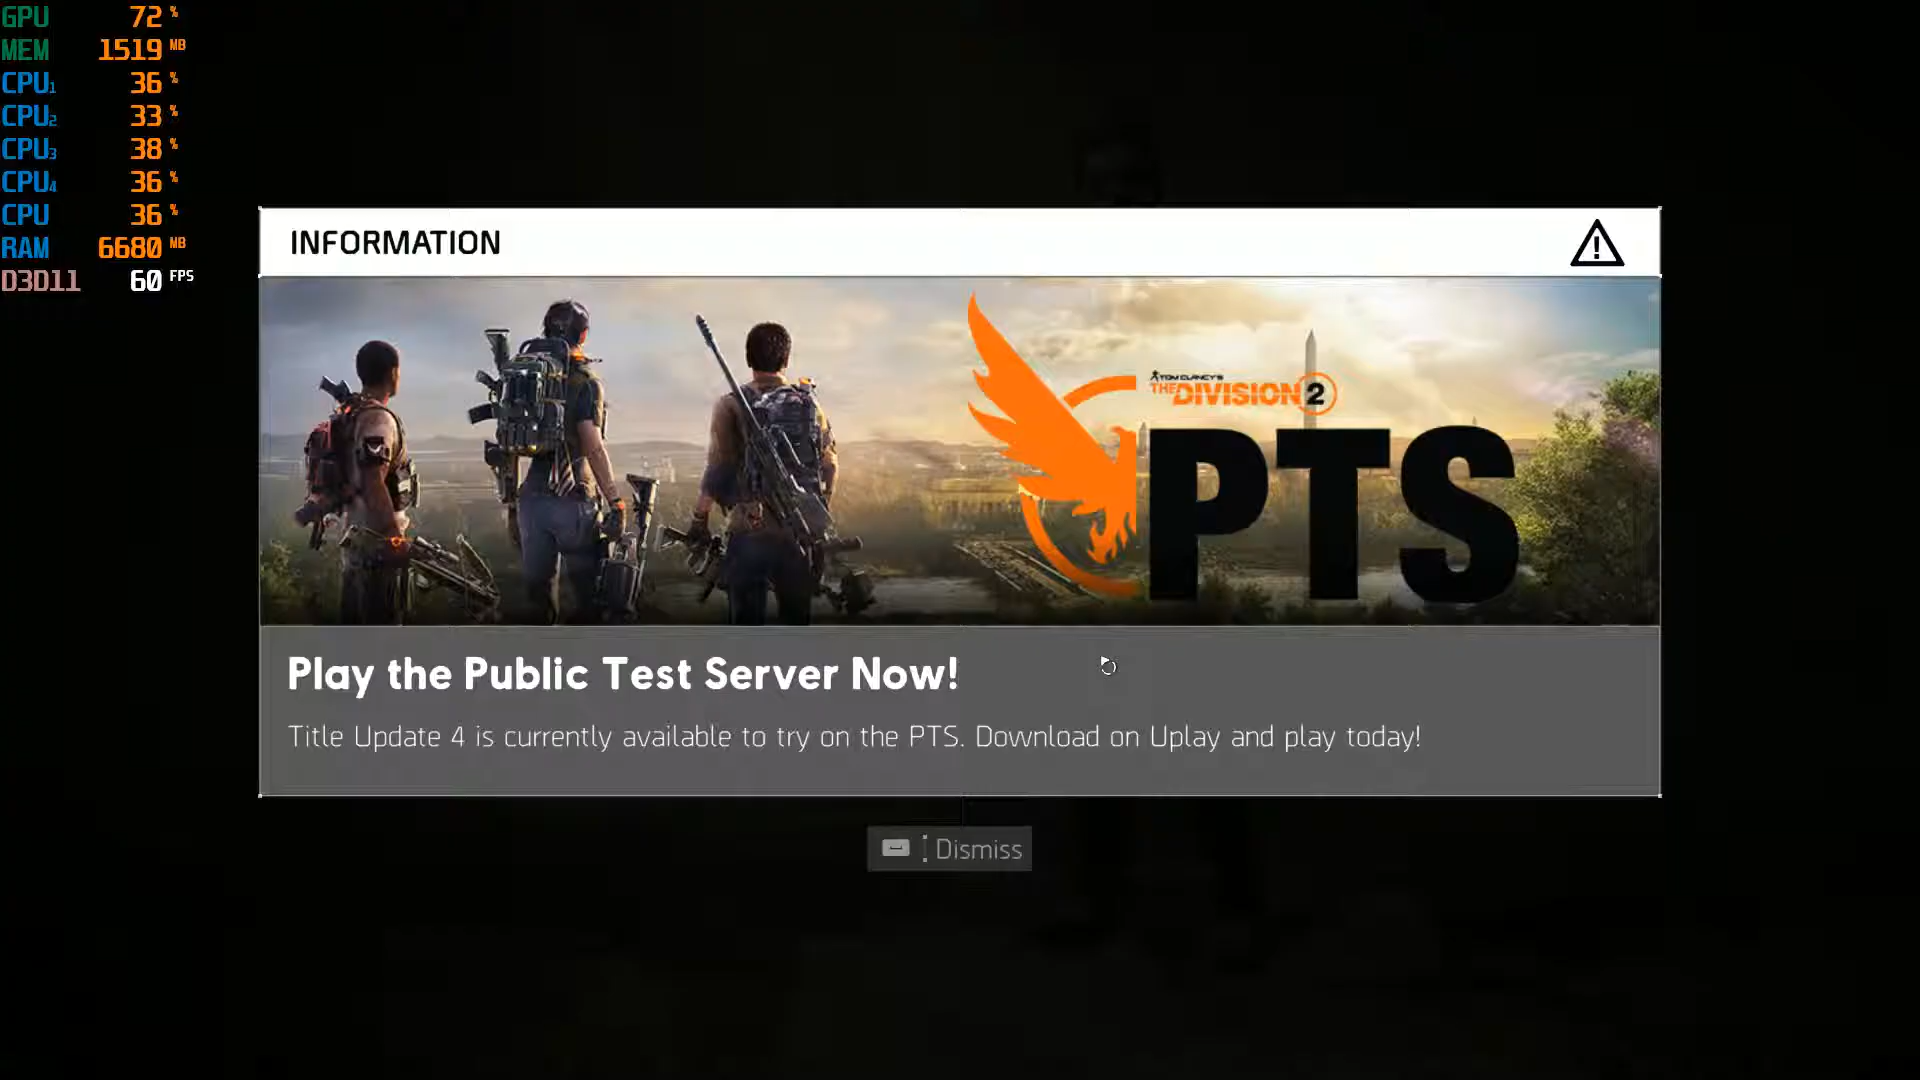 GPU 72 %
MEM 1519 MB
CPU1 36 %
CPU2 33 %
CPU3 38 %
CPU4 36 %
CPU 36 %
RAM 6680 MB
D3D11 60 FPS
INFORMATION
TOM CLANCY'S
THE DIVISION 2
PTS
Play the Public Test Server Now!
Title Update 4 is currently available to try on the PTS. Download on Uplay and play today!
Dismiss